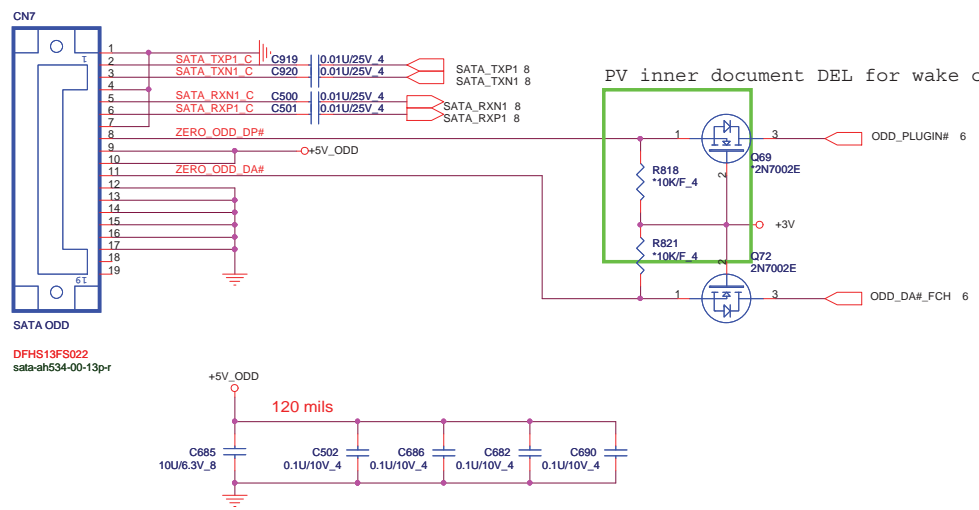 CN7
1
1
2
3
4
5
6
7
8
9
10
11
12
13
14
15
16
17
18
19
19
SATA_TXP1_C C919 0.01U/25V_4
SATA_TXN1_C C920 0.01U/25V_4
SATA_TXP1 8
SATA_TXN1 8
SATA_RXN1_C C500 0.01U/25V_4
SATA_RXP1_C C501 0.01U/25V_4
SATA_RXN1 8
SATA_RXP1 8
ZERO_ODD_DP#
+5V_ODD
ZERO_ODD_DA#
PV inner document DEL for wake
1
3
ODD_PLUGIN# 6
Q69
*2N7002E
2
R818
*10K/F_4
+3V
R821
*10K/F_4
2
Q72
2N7002E
1
3
ODD_DA#_FCH 6
SATA ODD
DFHS13FS022
sata-ah534-00-13p-r
+5V_ODD
120 mils
C685
10U/6.3V_8
C502
0.1U/10V_4
C686
0.1U/10V_4
C682
0.1U/10V_4
C690
0.1U/10V_4